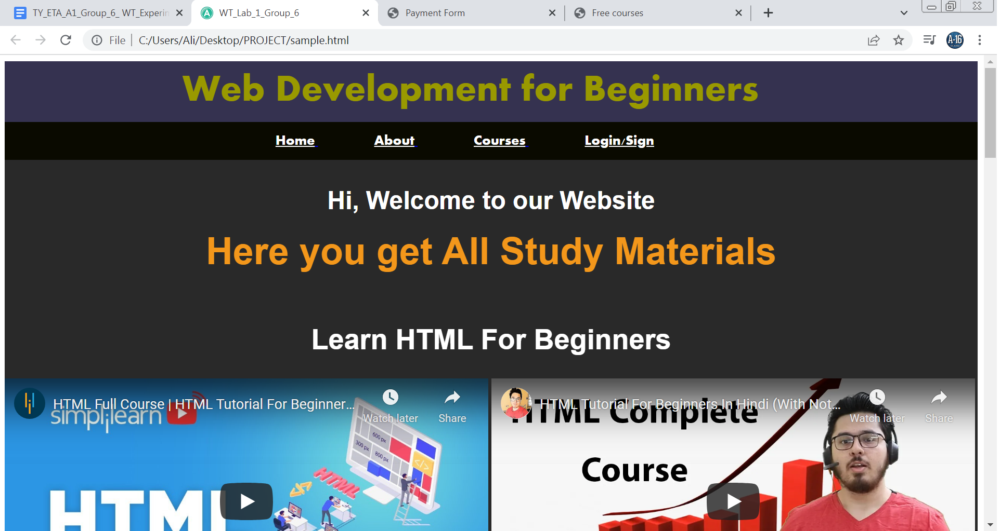 TY_ETA_A1_Group_6_ WT_Experin
WT_Lab_1_Group_6
Payment Form
Free courses
File
C:/Users/Ali/Desktop/PROJECT/sample.html
A-16
Web Development for Beginners
Home
About
Courses
Login/Sign
Hi, Welcome to our Website
Here you get All Study Materials
Learn HTML For Beginners
HTML Full Course | HTML Tutorial For Beginner...
Watch later
Share
simplilearn
600 px
300 px
800 px
</>
HTML
HTML
HTML Tutorial For Beginners In Hindi (With Not...
Watch later
Share
HTML Complete
Course